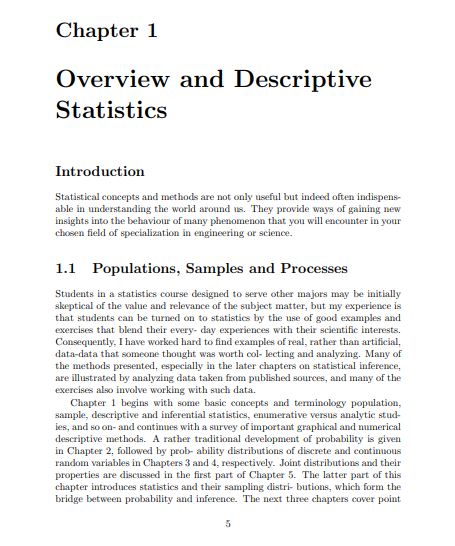 Chapter 1
Overview and Descriptive
Statistics
Introduction
Statistical concepts and methods are not only useful but indeed often indispens-
able in understanding the world around us. They provide ways of gaining new
insights into the behaviour of many phenomenon that you will encounter in your
chosen field of specialization in engineering or science.
1.1 Populations, Samples and Processes
Students in a statistics course designed to serve other majors may be initially
skeptical of the value and relevance of the subject matter, but my experience is
that students can be turned on to statistics by the use of good examples and
exercises that blend their every- day experiences with their scientific interests.
Consequently, I have worked hard to find examples of real, rather than artificial,
data-data that someone thought was worth col- lecting and analyzing. Many of
the methods presented, especially in the later chapters on statistical inference,
are illustrated by analyzing data taken from published sources, and many of the
exercises also involve working with such data.
Chapter 1 begins with some basic concepts and terminology population,
sample, descriptive and inferential statistics, enumerative versus analytic stud-
ies, and so on- and continues with a survey of important graphical and numerical
descriptive methods. A rather traditional development of probability is given
in Chapter 2, followed by prob- ability distributions of discrete and continuous
random variables in Chapters 3 and 4, respectively. Joint distributions and their
properties are discussed in the first part of Chapter 5. The latter part of this
chapter introduces statistics and their sampling distri- butions, which form the
bridge between probability and inference. The next three chapters cover point
5